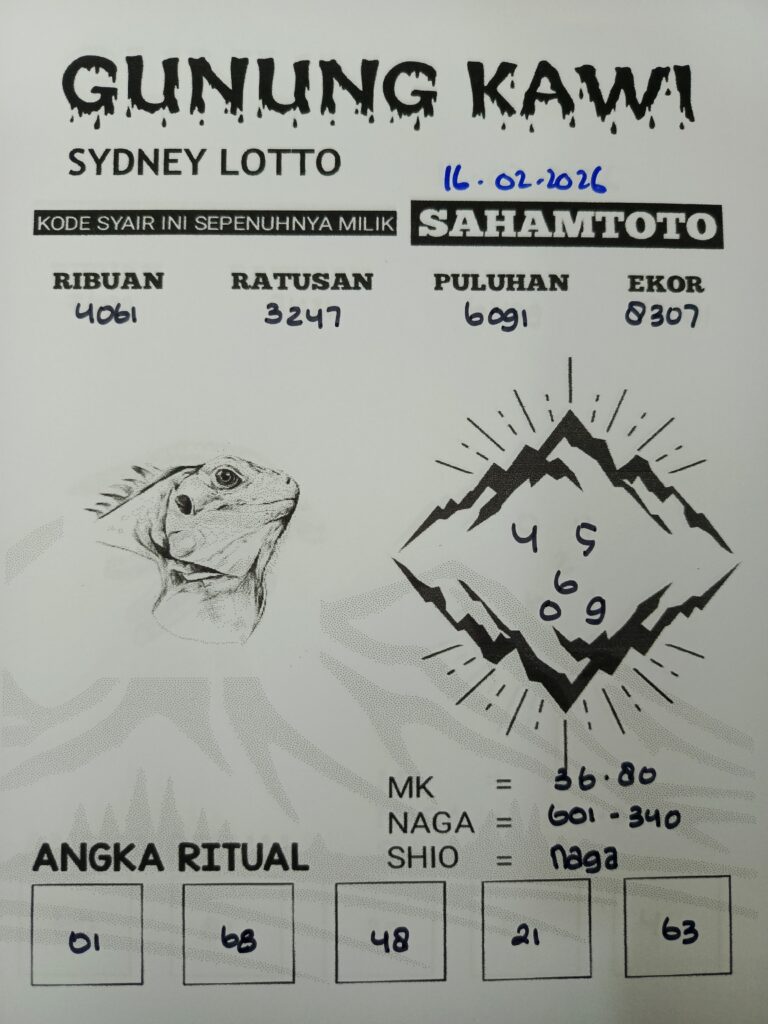 GUNUNG KAWI
SYDNEY LOTTO
16.02.2026
KODE SYAIR INI SEPENUHNYA MILIK SAHAMTOTO
RIBUAN RATUSAN PULUHAN EKOR
4061 3247 6091 8307
4 5
6
0 9
MK = 36.80
NAGA = 601-340
SHIO = naga
ANGKA RITUAL
01 68 48 21 63